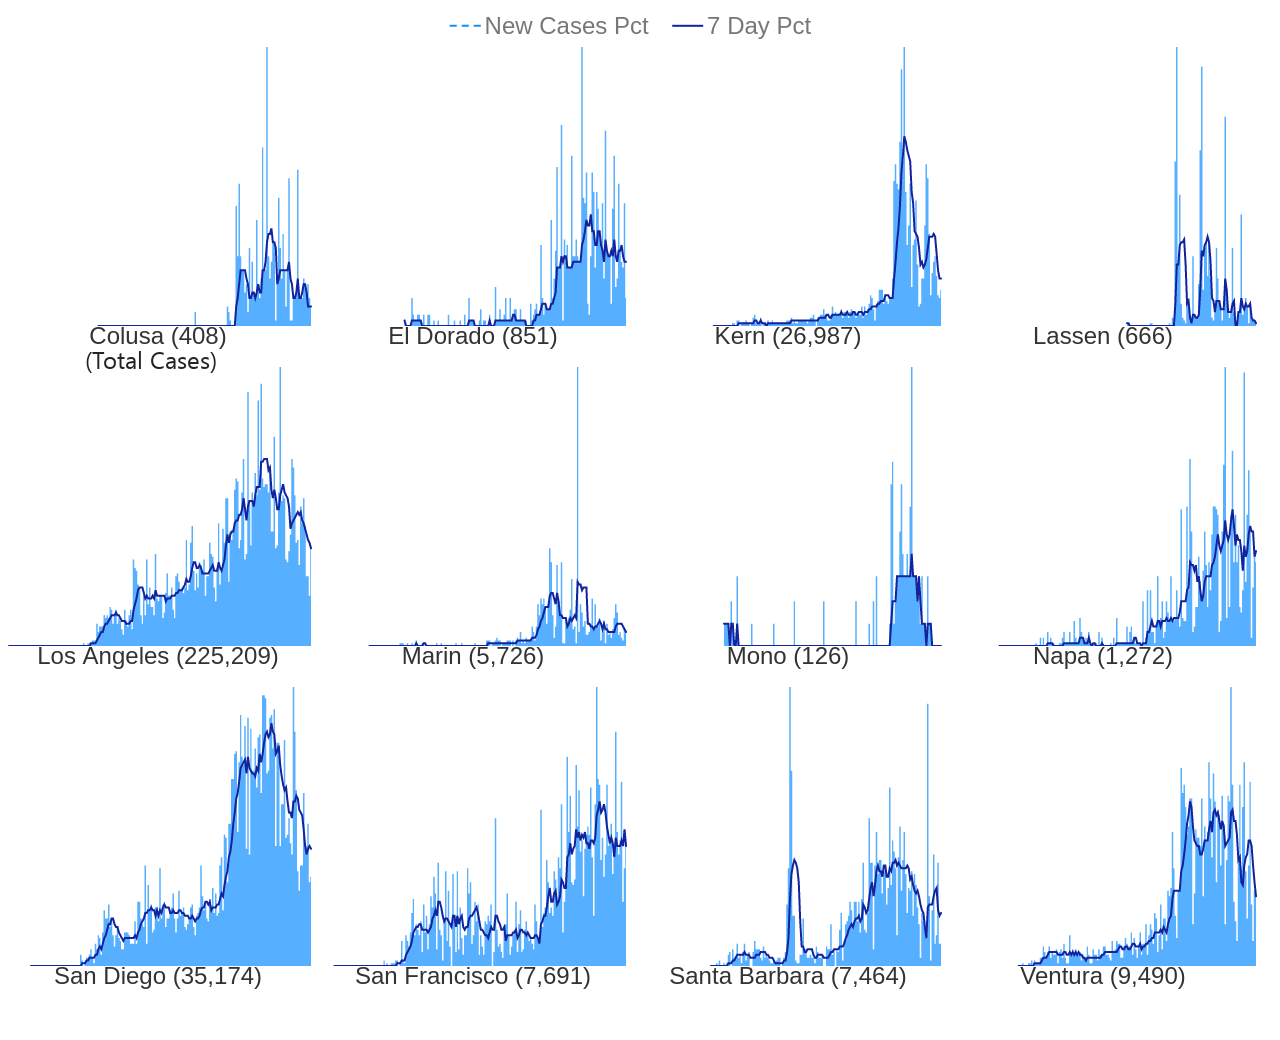 New Cases Pct 7 Day Pct
Colusa (408) El Dorado (851) Kern (26,987) Lassen (666)
(Total Cases)
Los Angeles (225,209) Marin (5,726) Mono (126) Napa (1,272)
San Diego (35,174) San Francisco (7,691) Santa Barbara (7,464) Ventura (9,490)